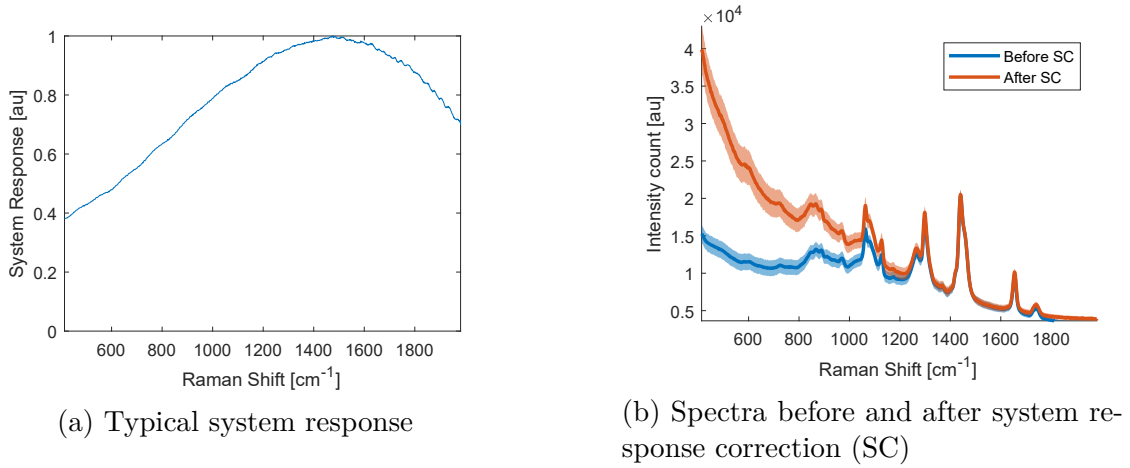 1
0.8
0.6
0.4
0.2
0
System Response [au]
600 800 1000 1200 1400 1600 1800
Raman Shift [cm⁻¹]
(a) Typical system response
×10⁴
4
3.5
3
2.5
2
1.5
1
0.5
Intensity count [au]
Before SC
After SC
600 800 1000 1200 1400 1600 1800
Raman Shift [cm⁻¹]
(b) Spectra before and after system re-
sponse correction (SC)